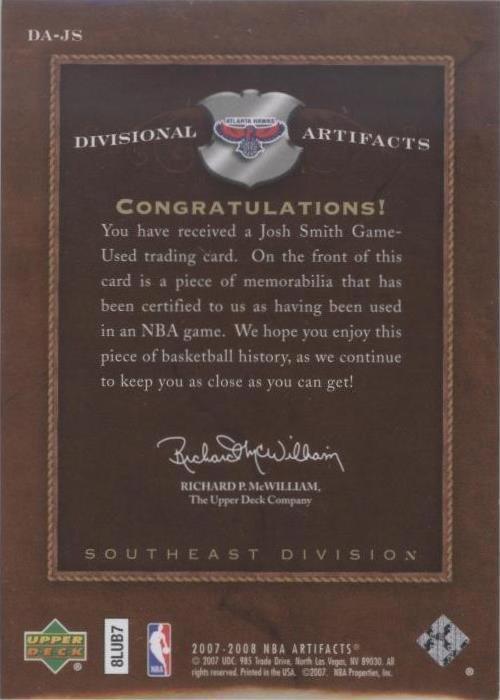 DA-JS
ATLANTA HAWKS
DIVISIONAL ARTIFACTS
CONGRATULATIONS!
You have received a Josh Smith Game-
Used trading card. On the front of this
card is a piece of memorabilia that has
been certified to us as having been used
in an NBA game. We hope you enjoy this
piece of basketball history, as we continue
to keep you as close as you can get!
Richard P. McWilliam
RICHARD P. McWILLIAM,
The Upper Deck Company
SOUTHEAST DIVISION
UPPER
DECK
®
8LUB7
NBA
®
2007-2008 NBA ARTIFACTS®
© 2007 UDC. 985 Trade Drive, North Las Vegas, NV 89030. All
rights reserved. Printed in the USA. ©2007. NBA Properties, Inc.